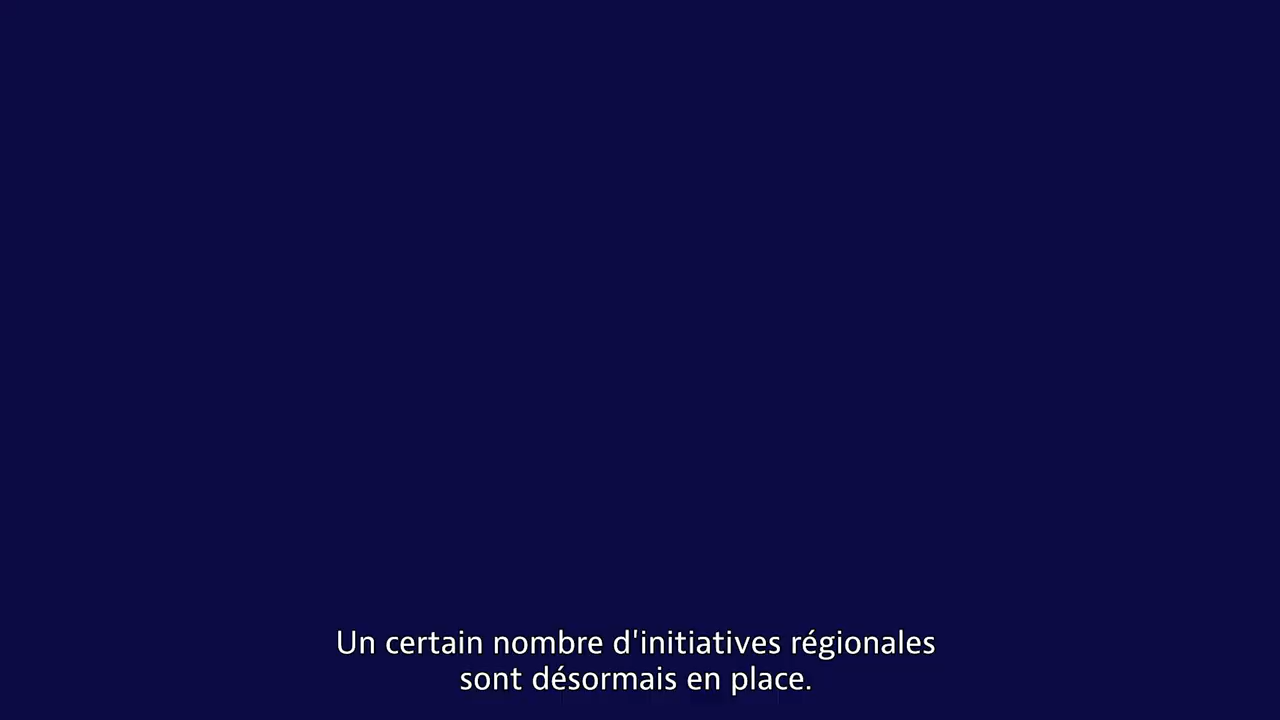 Un certain nombre d'initiatives régionales
sont désormais en place.